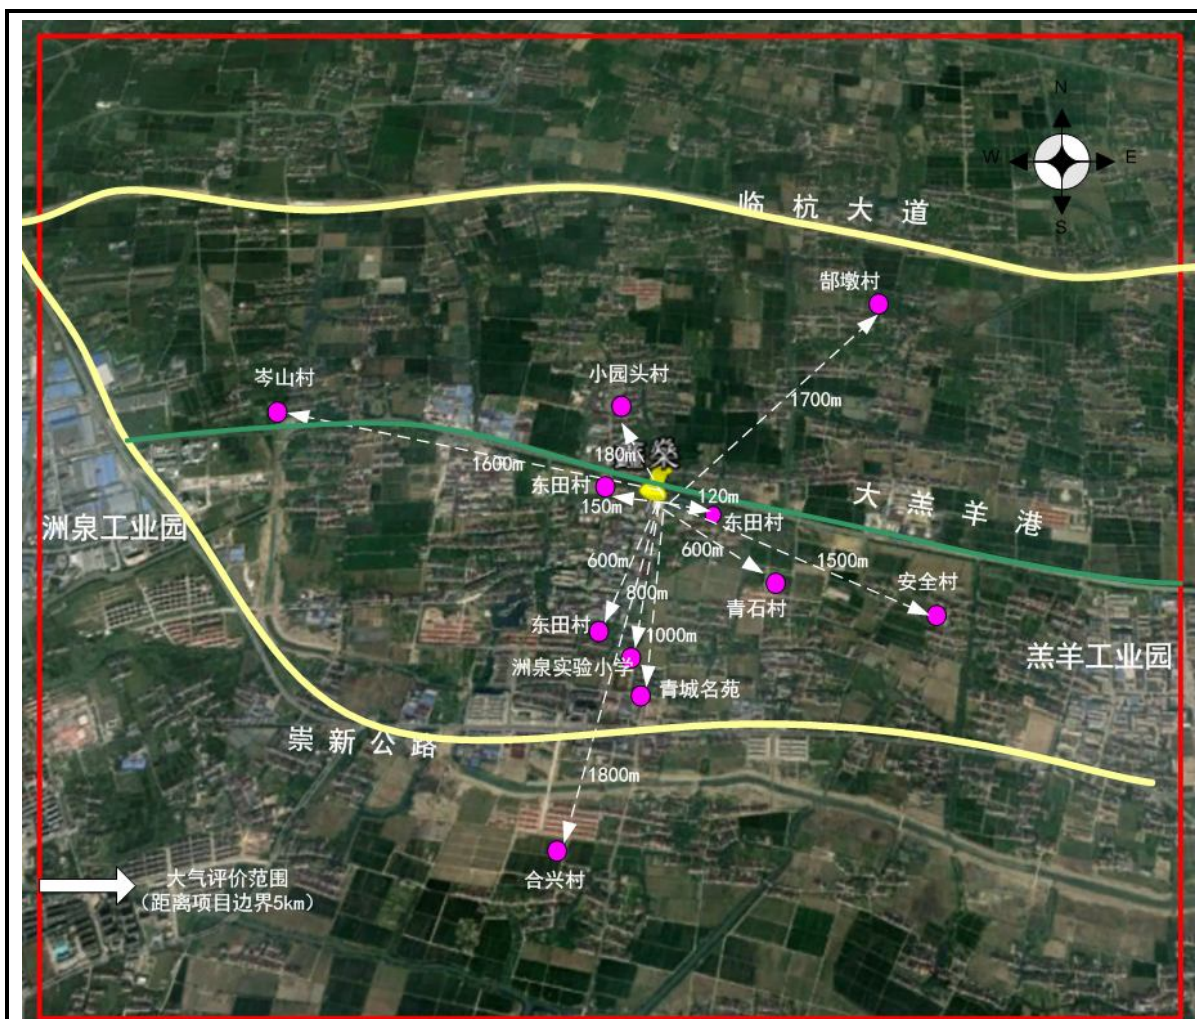 N
W
E
S
临杭大道
郜墩村
岑山村
小园头村
1700m
180m
蓝燊
1600m
东田村
150m
120m
东田村
大羔羊港
洲泉工业园
600m
600m
1500m
安全村
800m
青石村
东田村
1000m
洲泉实验小学
羔羊工业园
青城名苑
崇新公路
1800m
大气评价范围
（距离项目边界5km）
合兴村